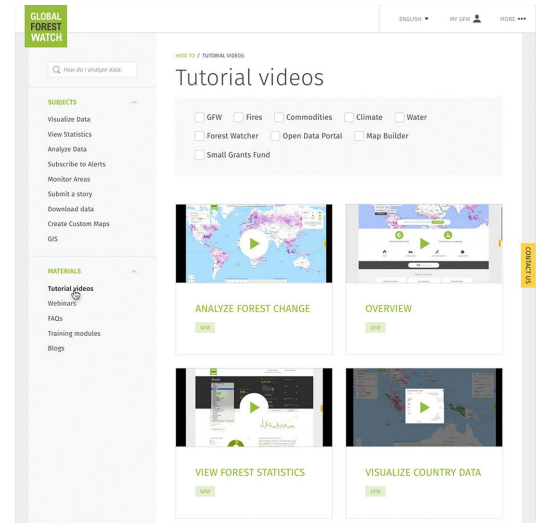 GLOBAL
FOREST
WATCH
ENGLISH
MY GFW
MORE
How do I analyze data:
SUBJECTS
Visualize Data
View Statistics
Analyze Data
Subscribe to Alerts
Monitor Areas
Submit a story
Download data
Create Custom Maps
GIS
MATERIALS
Tutorial videos
Webinars
FAQs
Training modules
Blogs
HOW TO / TUTORIAL VIDEOS
Tutorial videos
GFW Fires Commodities Climate Water
Forest Watcher Open Data Portal Map Builder
Small Grants Fund
ANALYZE FOREST CHANGE
GFW
OVERVIEW
GFW
VIEW FOREST STATISTICS
GFW
VISUALIZE COUNTRY DATA
GFW
CONTACT US